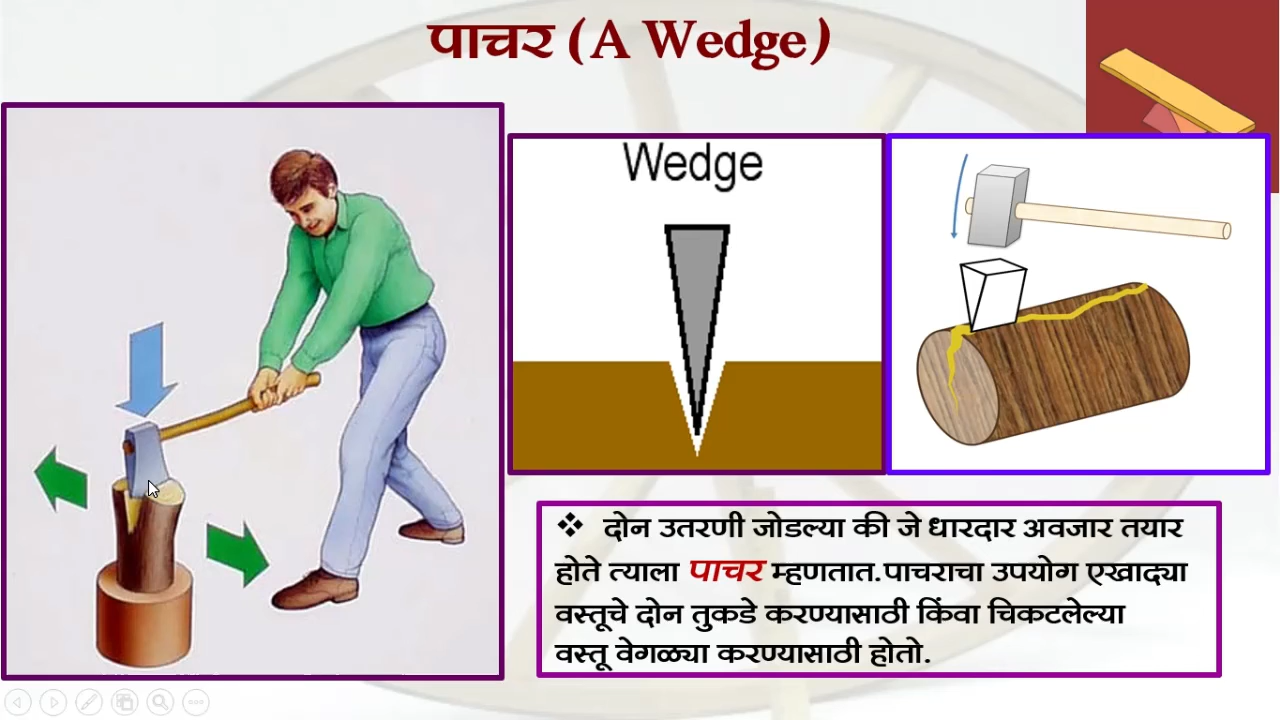 पाचर (A Wedge)
Wedge
❖ दोन उतरणी जोडल्या की जे धारदार अवजार तयार
होते त्याला पाचर म्हणतात.पाचराचा उपयोग एखाद्या
वस्तूचे दोन तुकडे करण्यासाठी किंवा चिकटलेल्या
वस्तू वेगळ्या करण्यासाठी होतो.